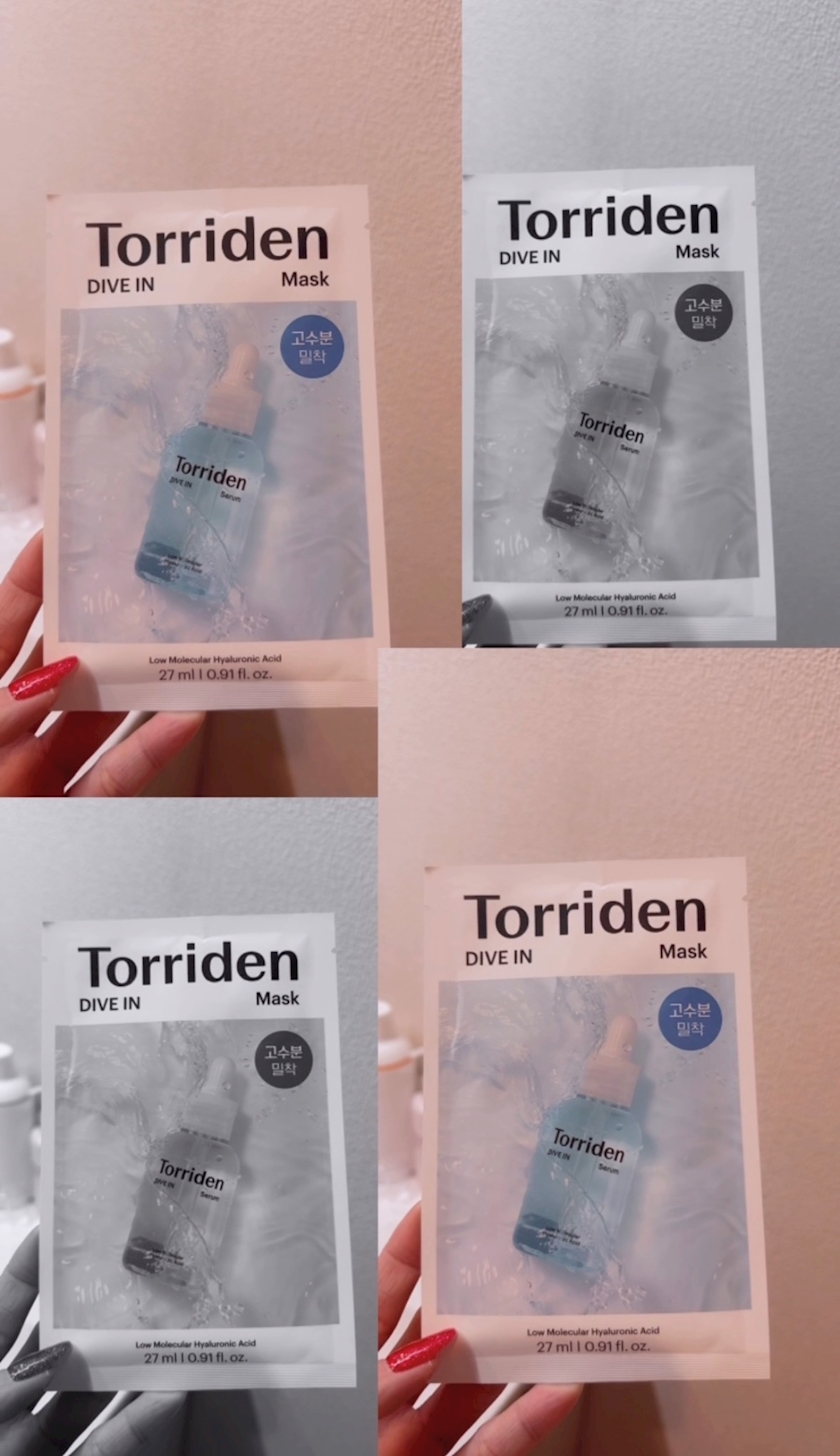 Torriden
DIVE IN Mask
고수분
밀착
Torriden
DIVE IN Serum
Low Molecular Hyaluronic Acid
27 ml | 0.91 fl. oz.
Torriden
DIVE IN Mask
고수분
밀착
Torriden
DIVE IN Serum
Low Molecular Hyaluronic Acid
27 ml | 0.91 fl. oz.
Torriden
DIVE IN Mask
고수분
밀착
Torriden
DIVE IN Serum
Low Molecular Hyaluronic Acid
27 ml | 0.91 fl. oz.
Torriden
DIVE IN Mask
고수분
밀착
Torriden
DIVE IN Serum
Low Molecular Hyaluronic Acid
27 ml | 0.91 fl. oz.